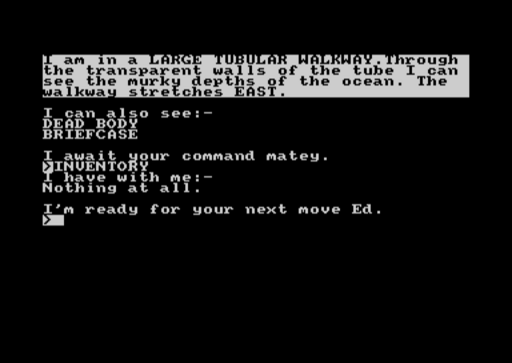 I am in a LARGE TUBULAR WALKWAY.Through
the transparent walls of the tube I can
see the murky depths of the ocean. The
walkway stretches EAST.
I can also see:-
DEAD BODY
BRIEFCASE
I await your command matey.
>INVENTORY
I have with me:-
Nothing at all.
I'm ready for your next move Ed.
>